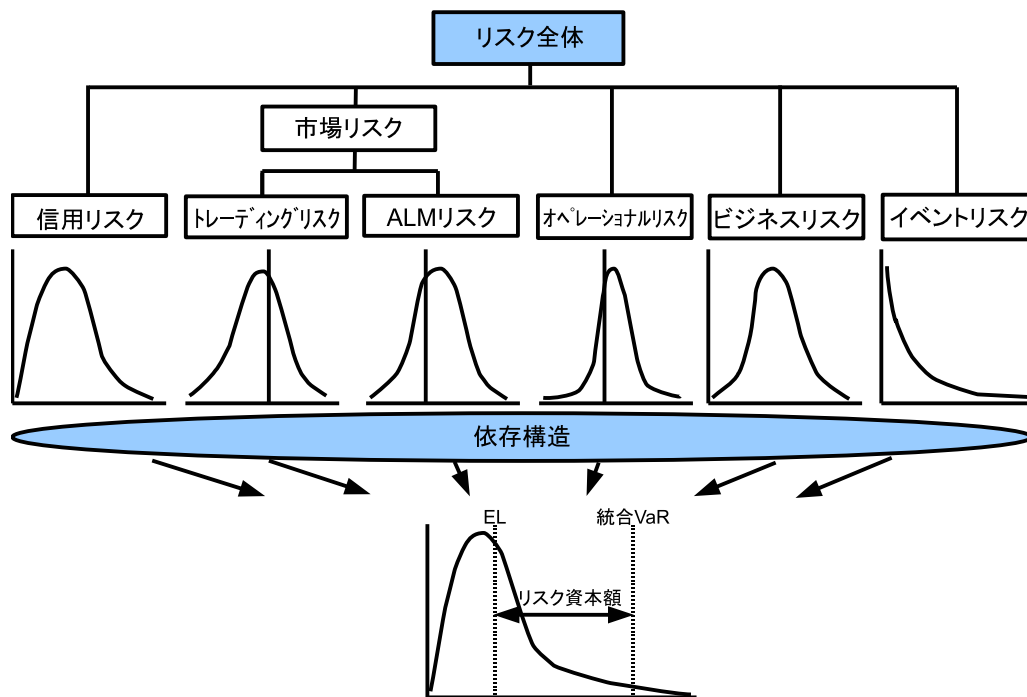 リスク全体
市場リスク
信用リスク
トレーディングリスク
ALMリスク
オペレーショナルリスク
ビジネスリスク
イベントリスク
依存構造
EL
統合VaR
リスク資本額